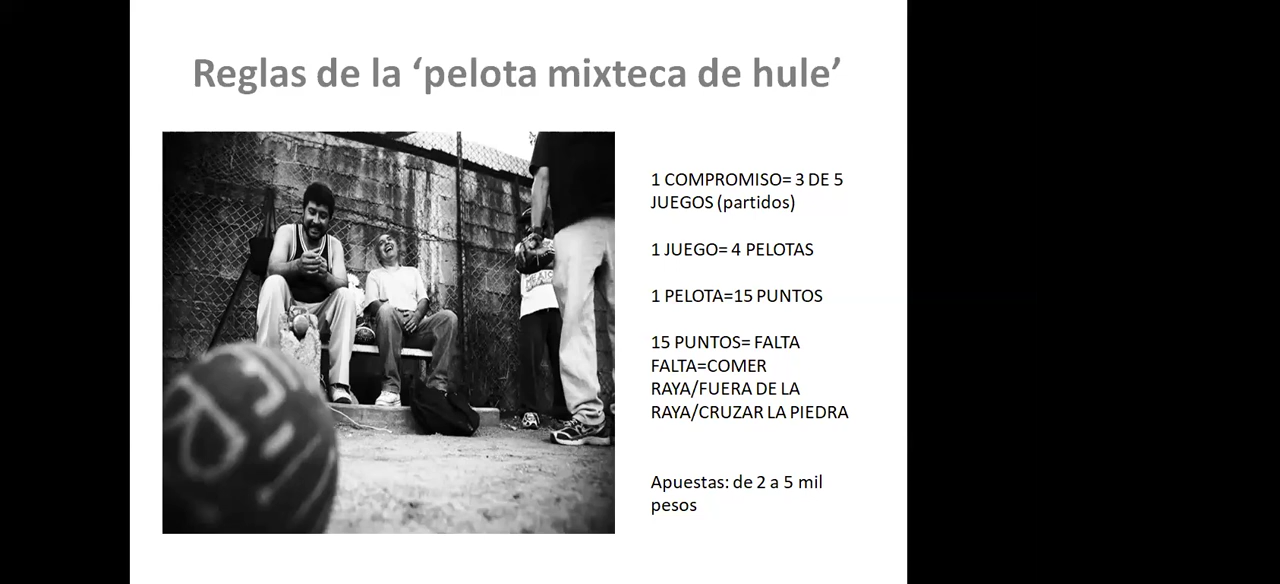 Reglas de la ‘pelota mixteca de hule’
1 COMPROMISO= 3 DE 5
JUEGOS (partidos)
1 JUEGO= 4 PELOTAS
1 PELOTA=15 PUNTOS
15 PUNTOS= FALTA
FALTA=COMER
RAYA/FUERA DE LA
RAYA/CRUZAR LA PIEDRA
Apuestas: de 2 a 5 mil
pesos